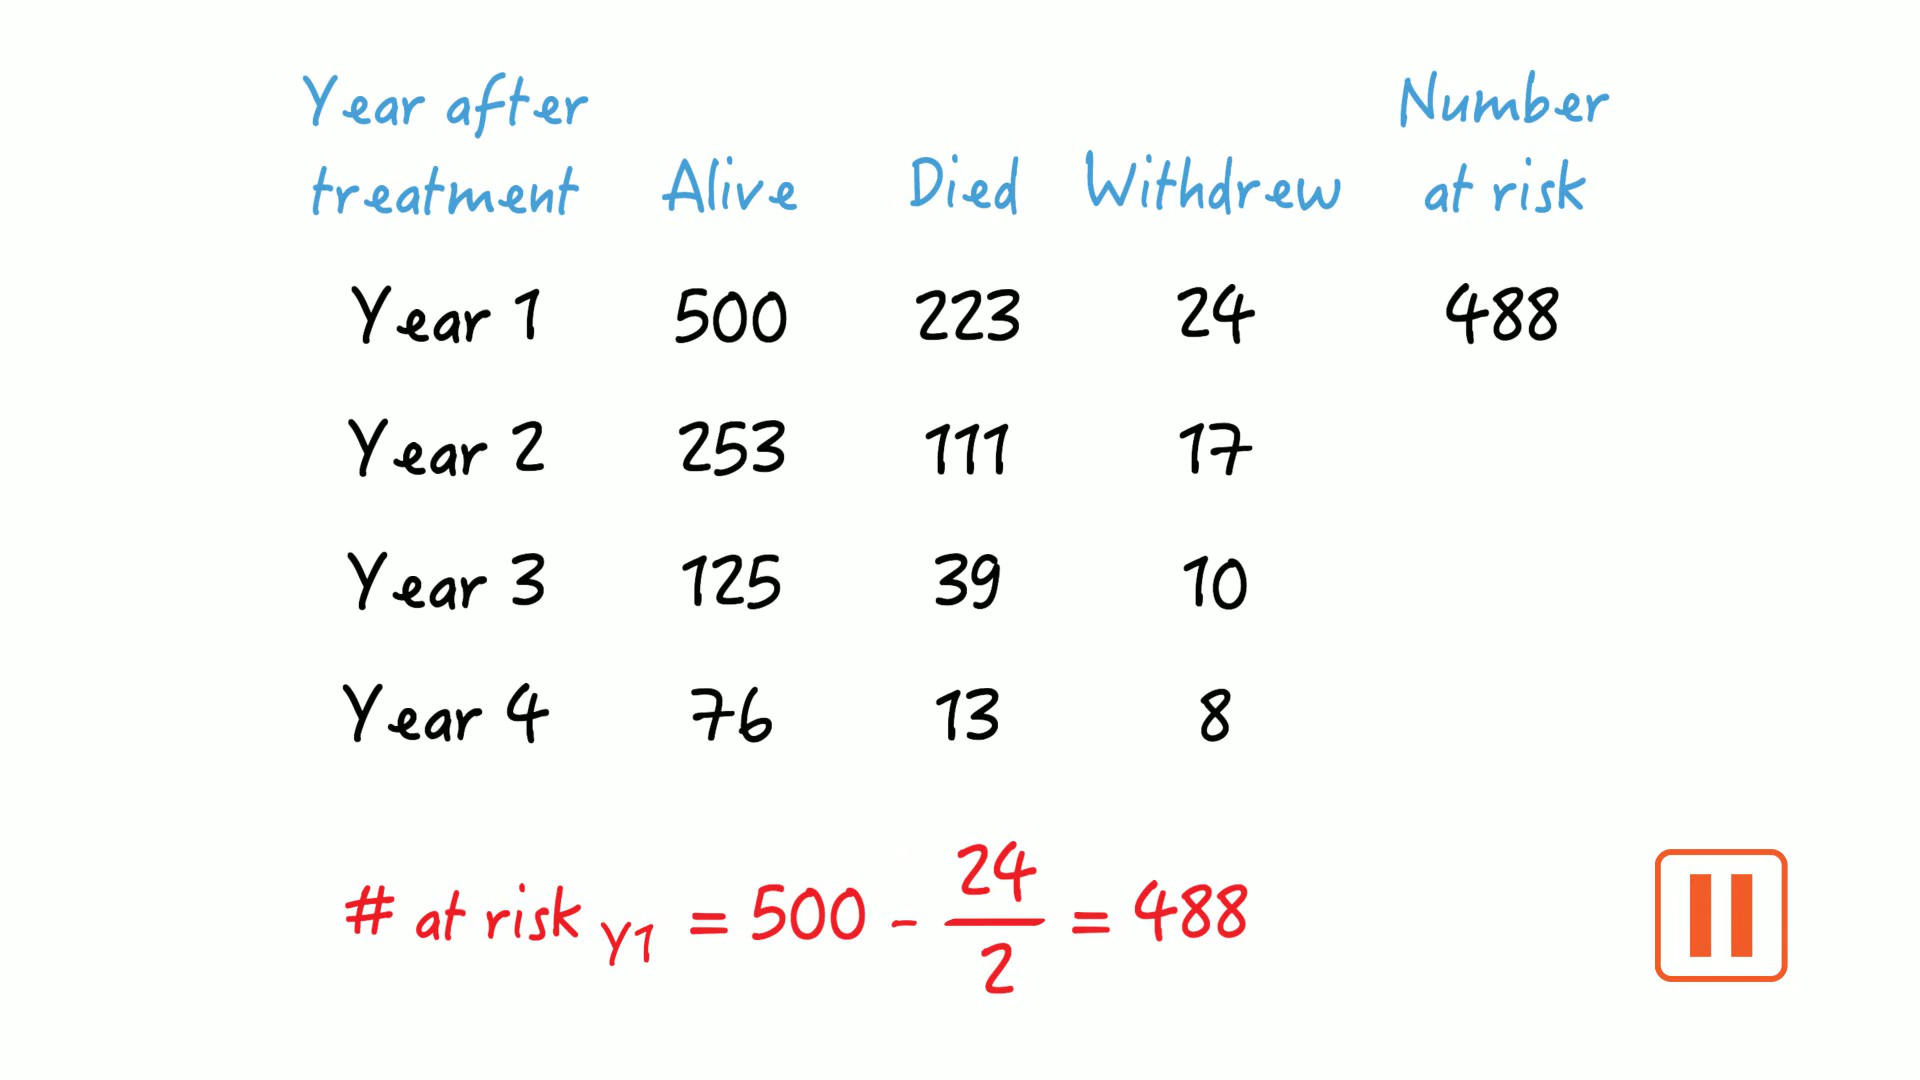 Year after treatment Alive Died Withdrew Number at risk
Year 1 500 223 24 488
Year 2 253 111 17
Year 3 125 39 10
Year 4 76 13 8
# at risk Y1 = 500 - 24/2 = 488